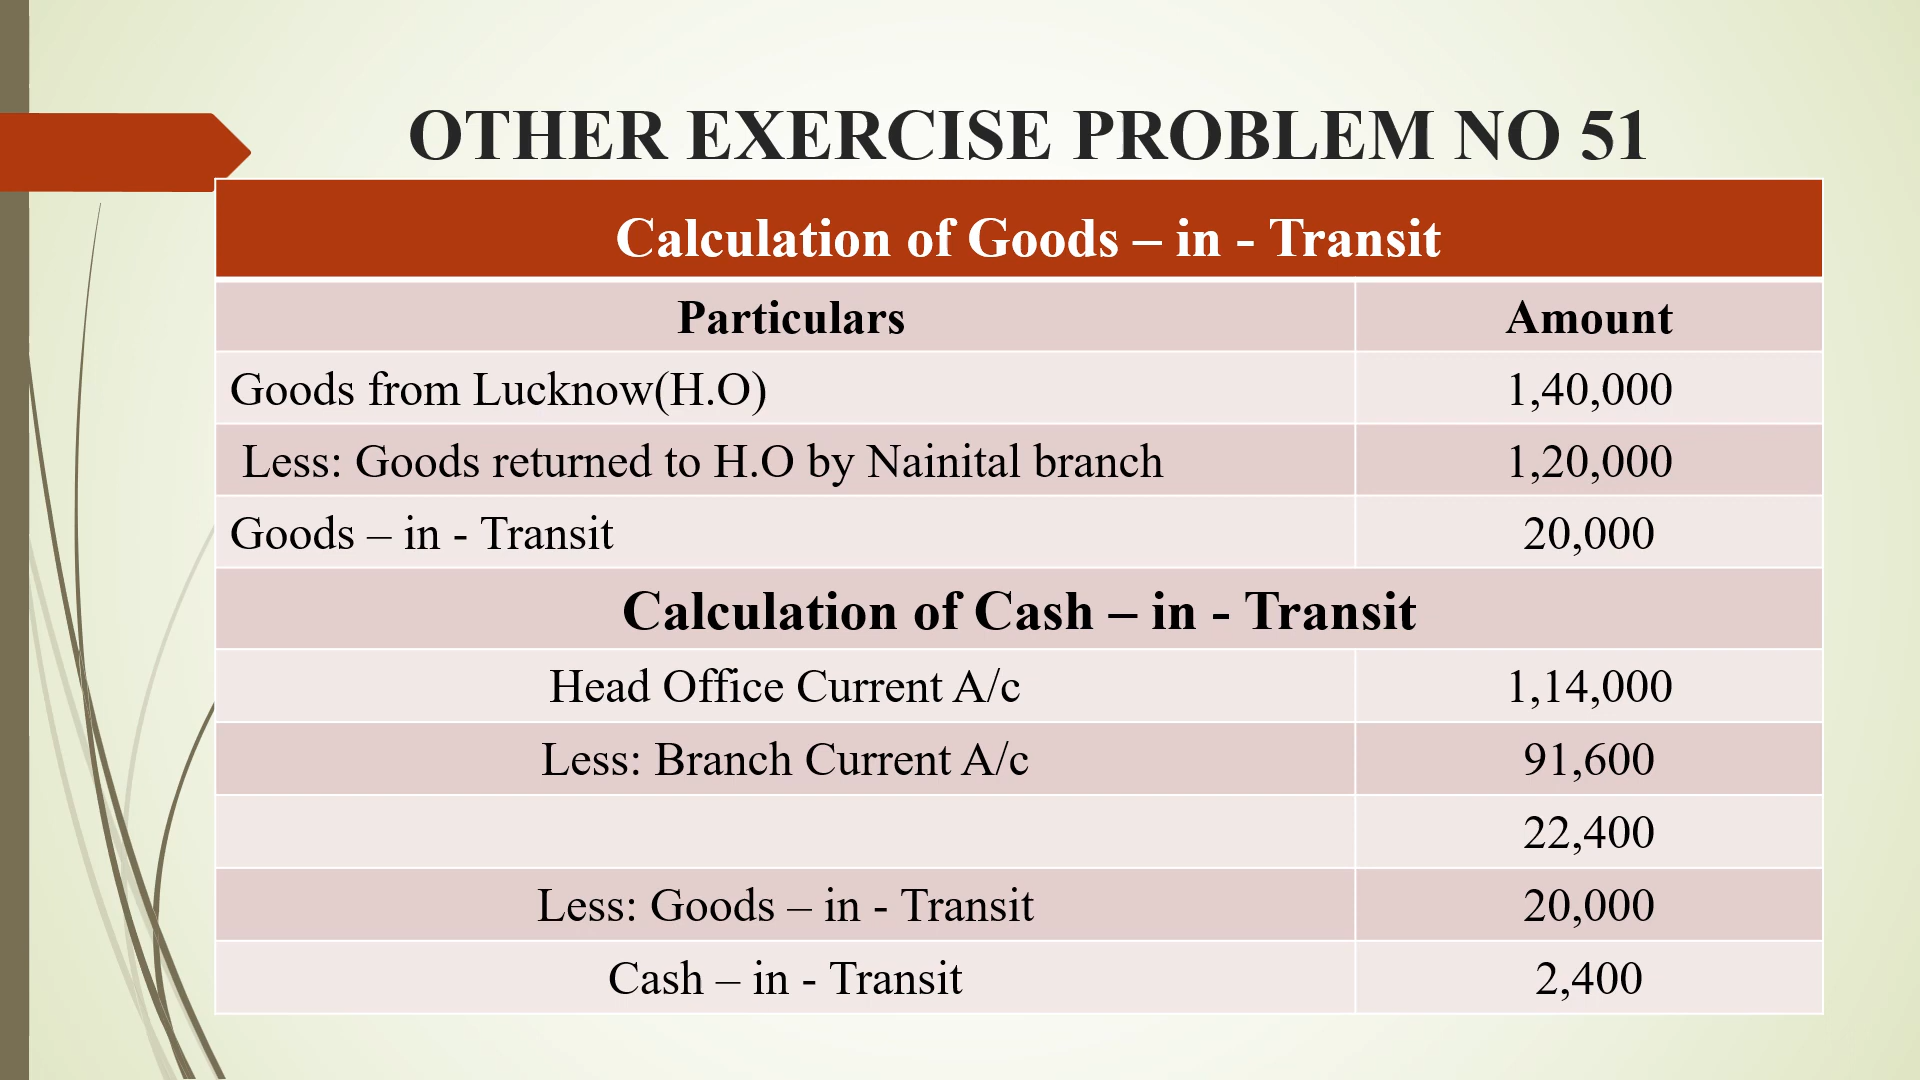 OTHER EXERCISE PROBLEM NO 51
Calculation of Goods – in - Transit
Particulars Amount
Goods from Lucknow(H.O) 1,40,000
Less: Goods returned to H.O by Nainital branch 1,20,000
Goods – in - Transit 20,000
Calculation of Cash – in - Transit
Head Office Current A/c 1,14,000
Less: Branch Current A/c 91,600
22,400
Less: Goods – in - Transit 20,000
Cash – in - Transit 2,400